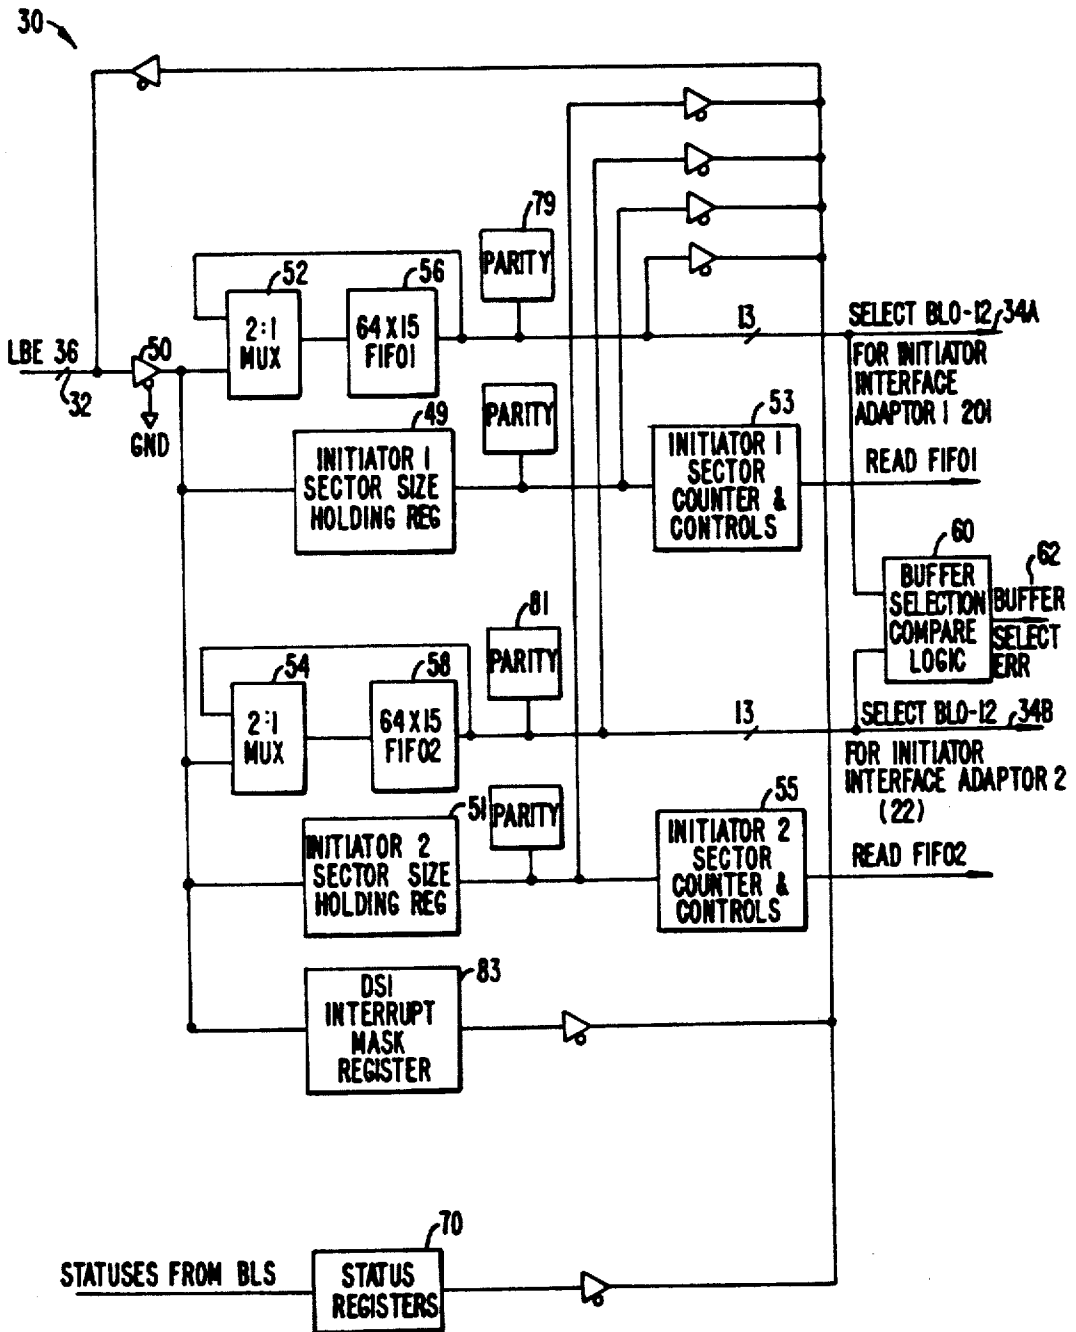 30
79
PARITY
52
56
2:1
MUX
64 X 15
FIFO1
13
SELECT BL0-12 34A
LBE 36
32
50
GND
FOR INITIATOR
INTERFACE
ADAPTOR 1 201
PARITY
49
INITIATOR 1
SECTOR SIZE
HOLDING REG
53
INITIATOR 1
SECTOR
COUNTER &
CONTROLS
READ FIFO1
60
62
BUFFER
SELECTION
COMPARE
LOGIC
BUFFER
SELECT
ERR
81
PARITY
54
58
2:1
MUX
64 X 15
FIFO2
13
SELECT BL0-12 34B
FOR INITIATOR
INTERFACE ADAPTOR 2
(22)
PARITY
51
INITIATOR 2
SECTOR SIZE
HOLDING REG
55
INITIATOR 2
SECTOR
COUNTER &
CONTROLS
READ FIFO2
83
DSI
INTERRUPT
MASK
REGISTER
70
STATUSES FROM BLS
STATUS
REGISTERS